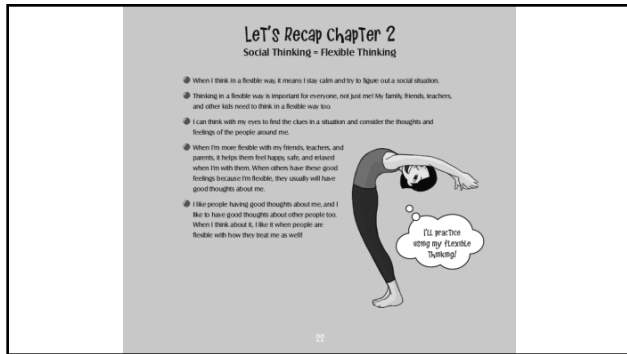 LeT's Recap ChapTer 2
Social Thinking = Flexible Thinking
When I think in a flexible way, it means I stay calm and try to figure out a social situation.
Thinking in a flexible way is important for everyone, not just me! My family, friends, teachers,
and other kids need to think in a flexible way too.
I can think with my eyes to find the clues in a situation and consider the thoughts and
feelings of the people around me.
When I'm more flexible with my friends, teachers, and
parents, it helps them feel happy, safe, and relaxed
when I'm with them. When others have these good
feelings because I'm flexible, they usually will have
good thoughts about me.
I like people having good thoughts about me, and I
like to have good thoughts about other people too.
When I think about it, I like it when people are
flexible with how they treat me as well!
I'll practice
using my flexible
Thinking!
22